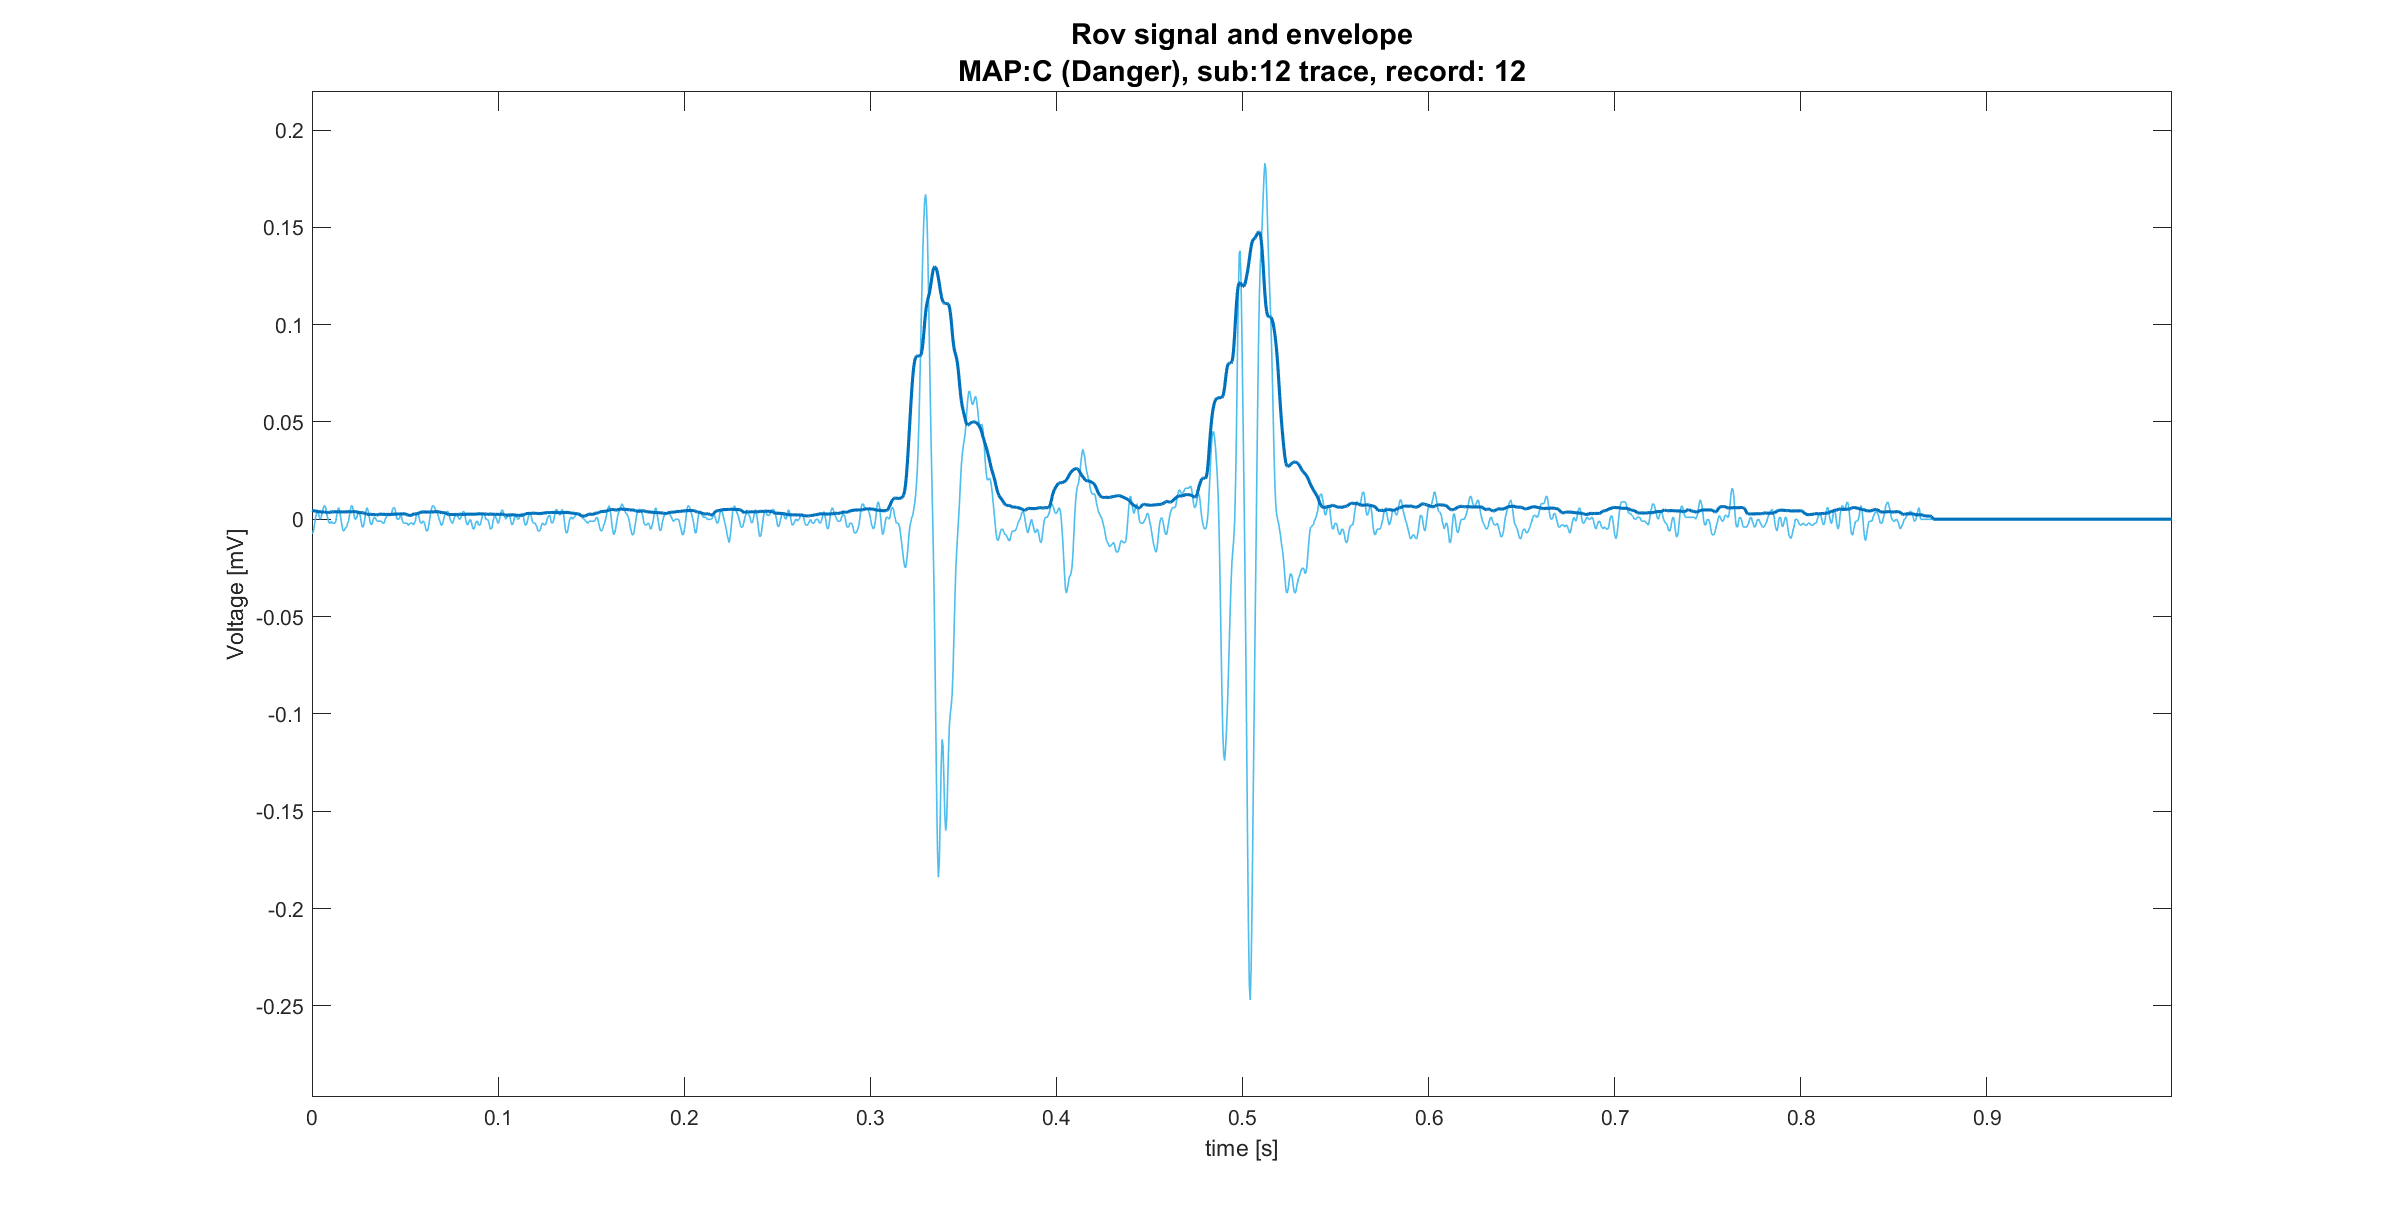 Rov signal and envelope
MAP:C (Danger), sub:12 trace, record: 12
0.2
0.15
0.1
0.05
0
-0.05
-0.1
-0.15
-0.2
-0.25
Voltage [mV]
0 0.1 0.2 0.3 0.4 0.5 0.6 0.7 0.8 0.9
time [s]